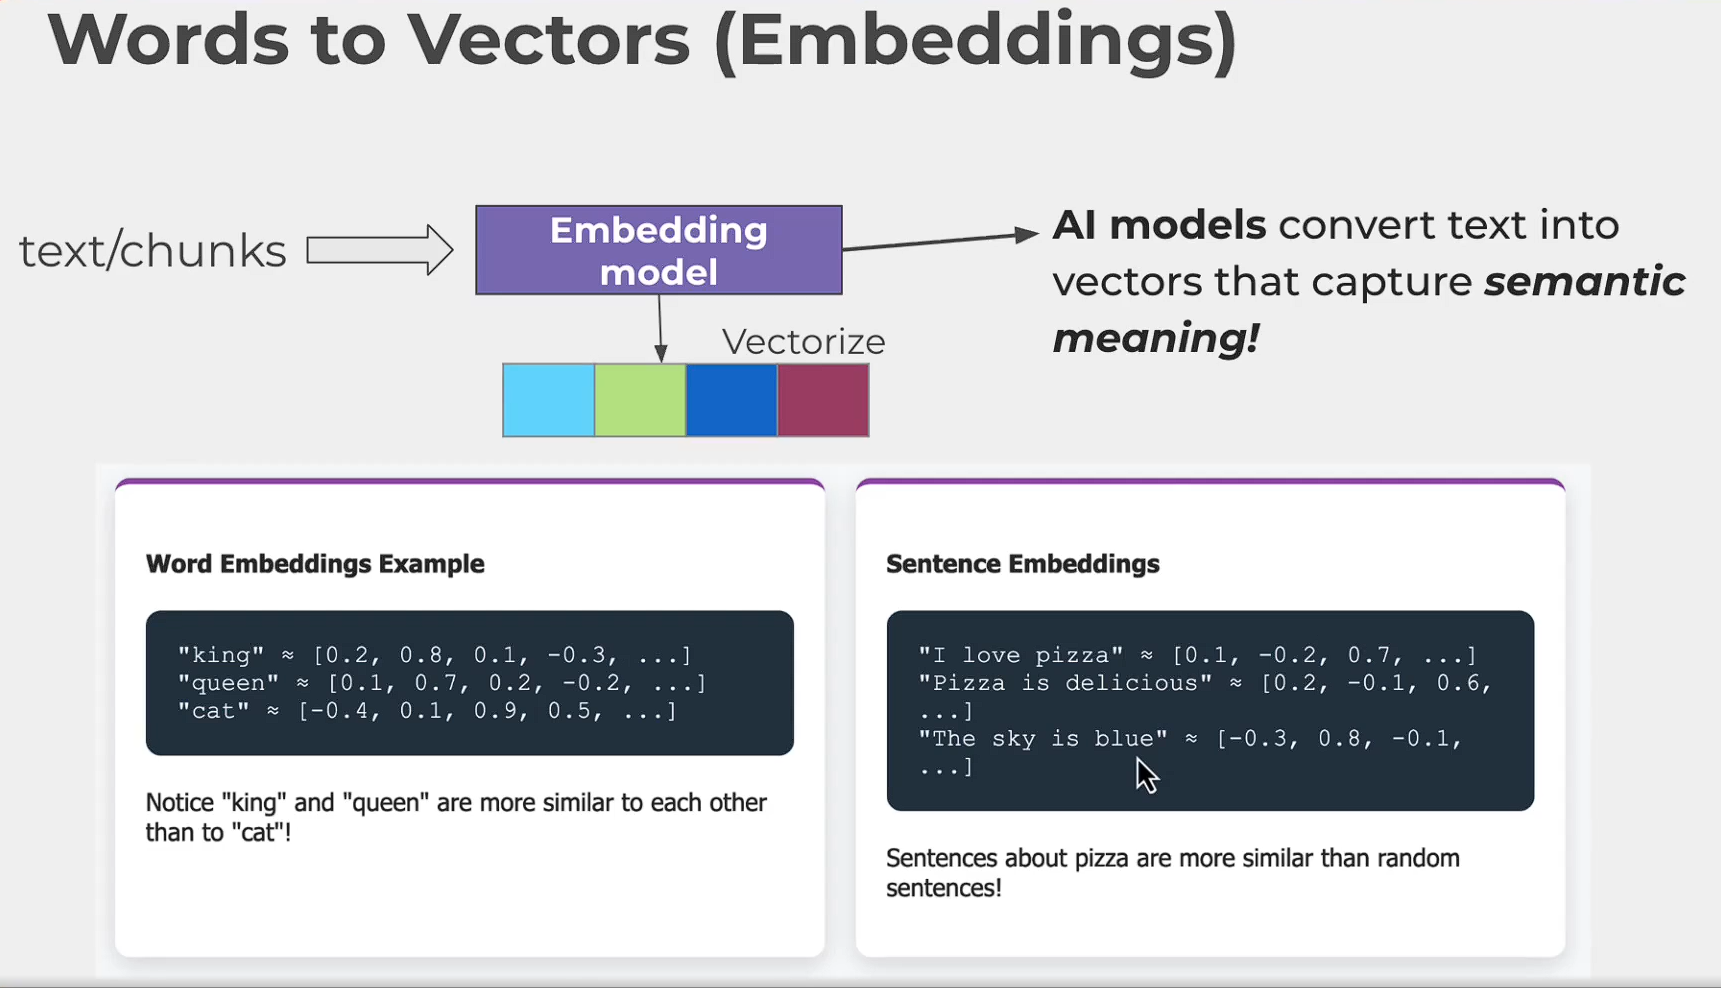 Words to Vectors (Embeddings)
text/chunks
Embedding
model
AI models convert text into
vectors that capture semantic
meaning!
Vectorize
Word Embeddings Example
"king" ≈ [0.2, 0.8, 0.1, -0.3, ...]
"queen" ≈ [0.1, 0.7, 0.2, -0.2, ...]
"cat" ≈ [-0.4, 0.1, 0.9, 0.5, ...]
Notice "king" and "queen" are more similar to each other
than to "cat"!
Sentence Embeddings
"I love pizza" ≈ [0.1, -0.2, 0.7, ...]
"Pizza is delicious" ≈ [0.2, -0.1, 0.6,
...]
"The sky is blue" ≈ [-0.3, 0.8, -0.1,
...]
Sentences about pizza are more similar than random
sentences!